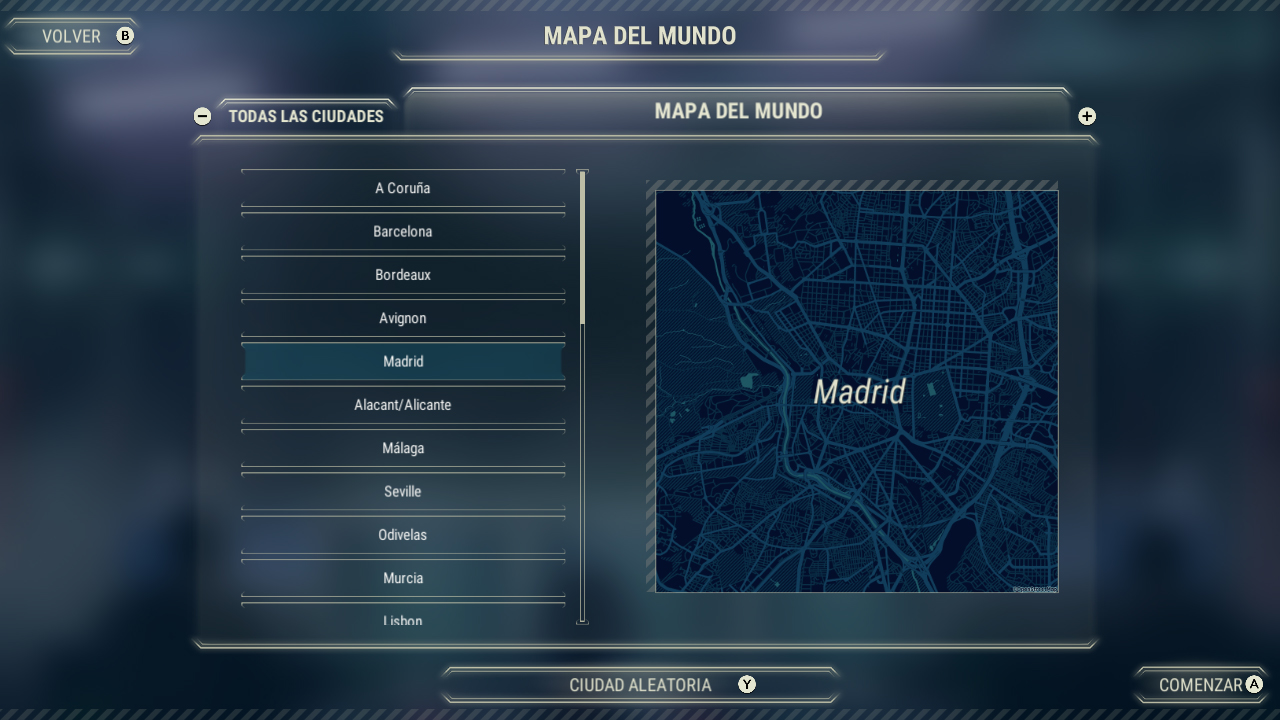 VOLVER B
MAPA DEL MUNDO
TODAS LAS CIUDADES
MAPA DEL MUNDO
A Coruña
Barcelona
Bordeaux
Avignon
Madrid
Alacant/Alicante
Málaga
Seville
Odivelas
Murcia
Lisbon
Madrid
CIUDAD ALEATORIA Y
COMENZAR A